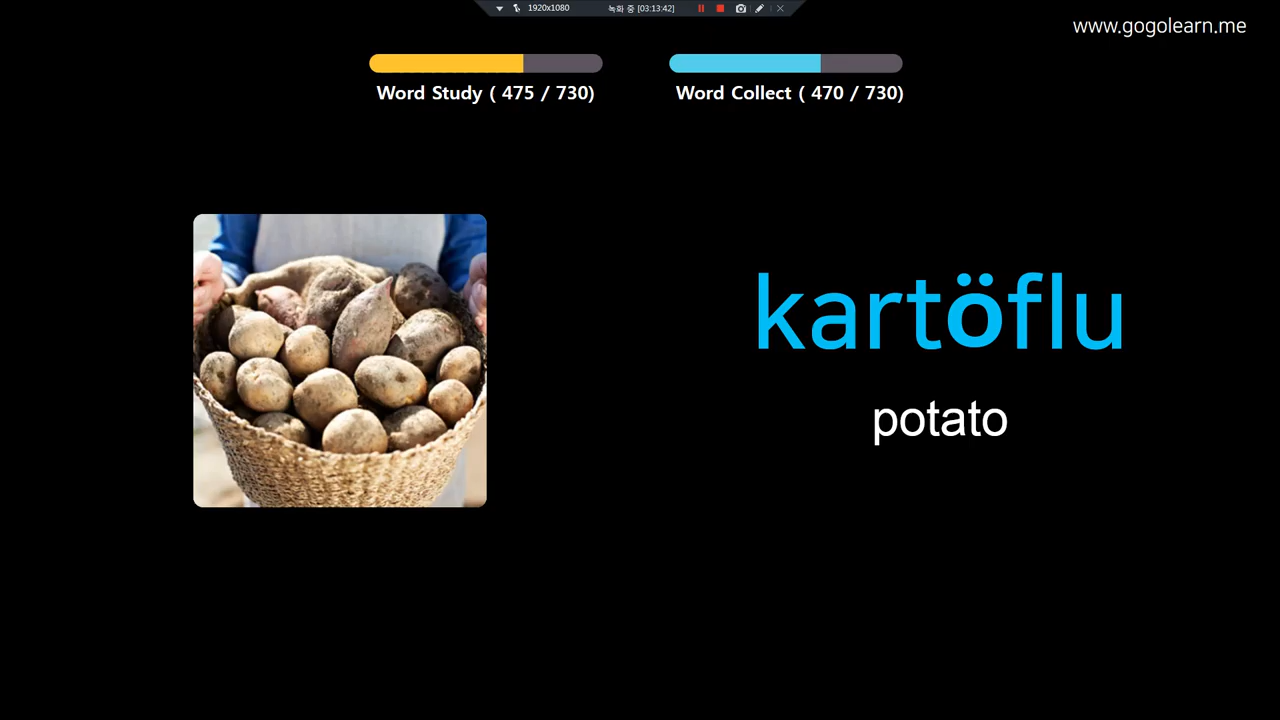 1920x1080 녹화 중 [03:13:42]
www.gogolearn.me
Word Study ( 475 / 730) Word Collect ( 470 / 730)
kartöflu
potato